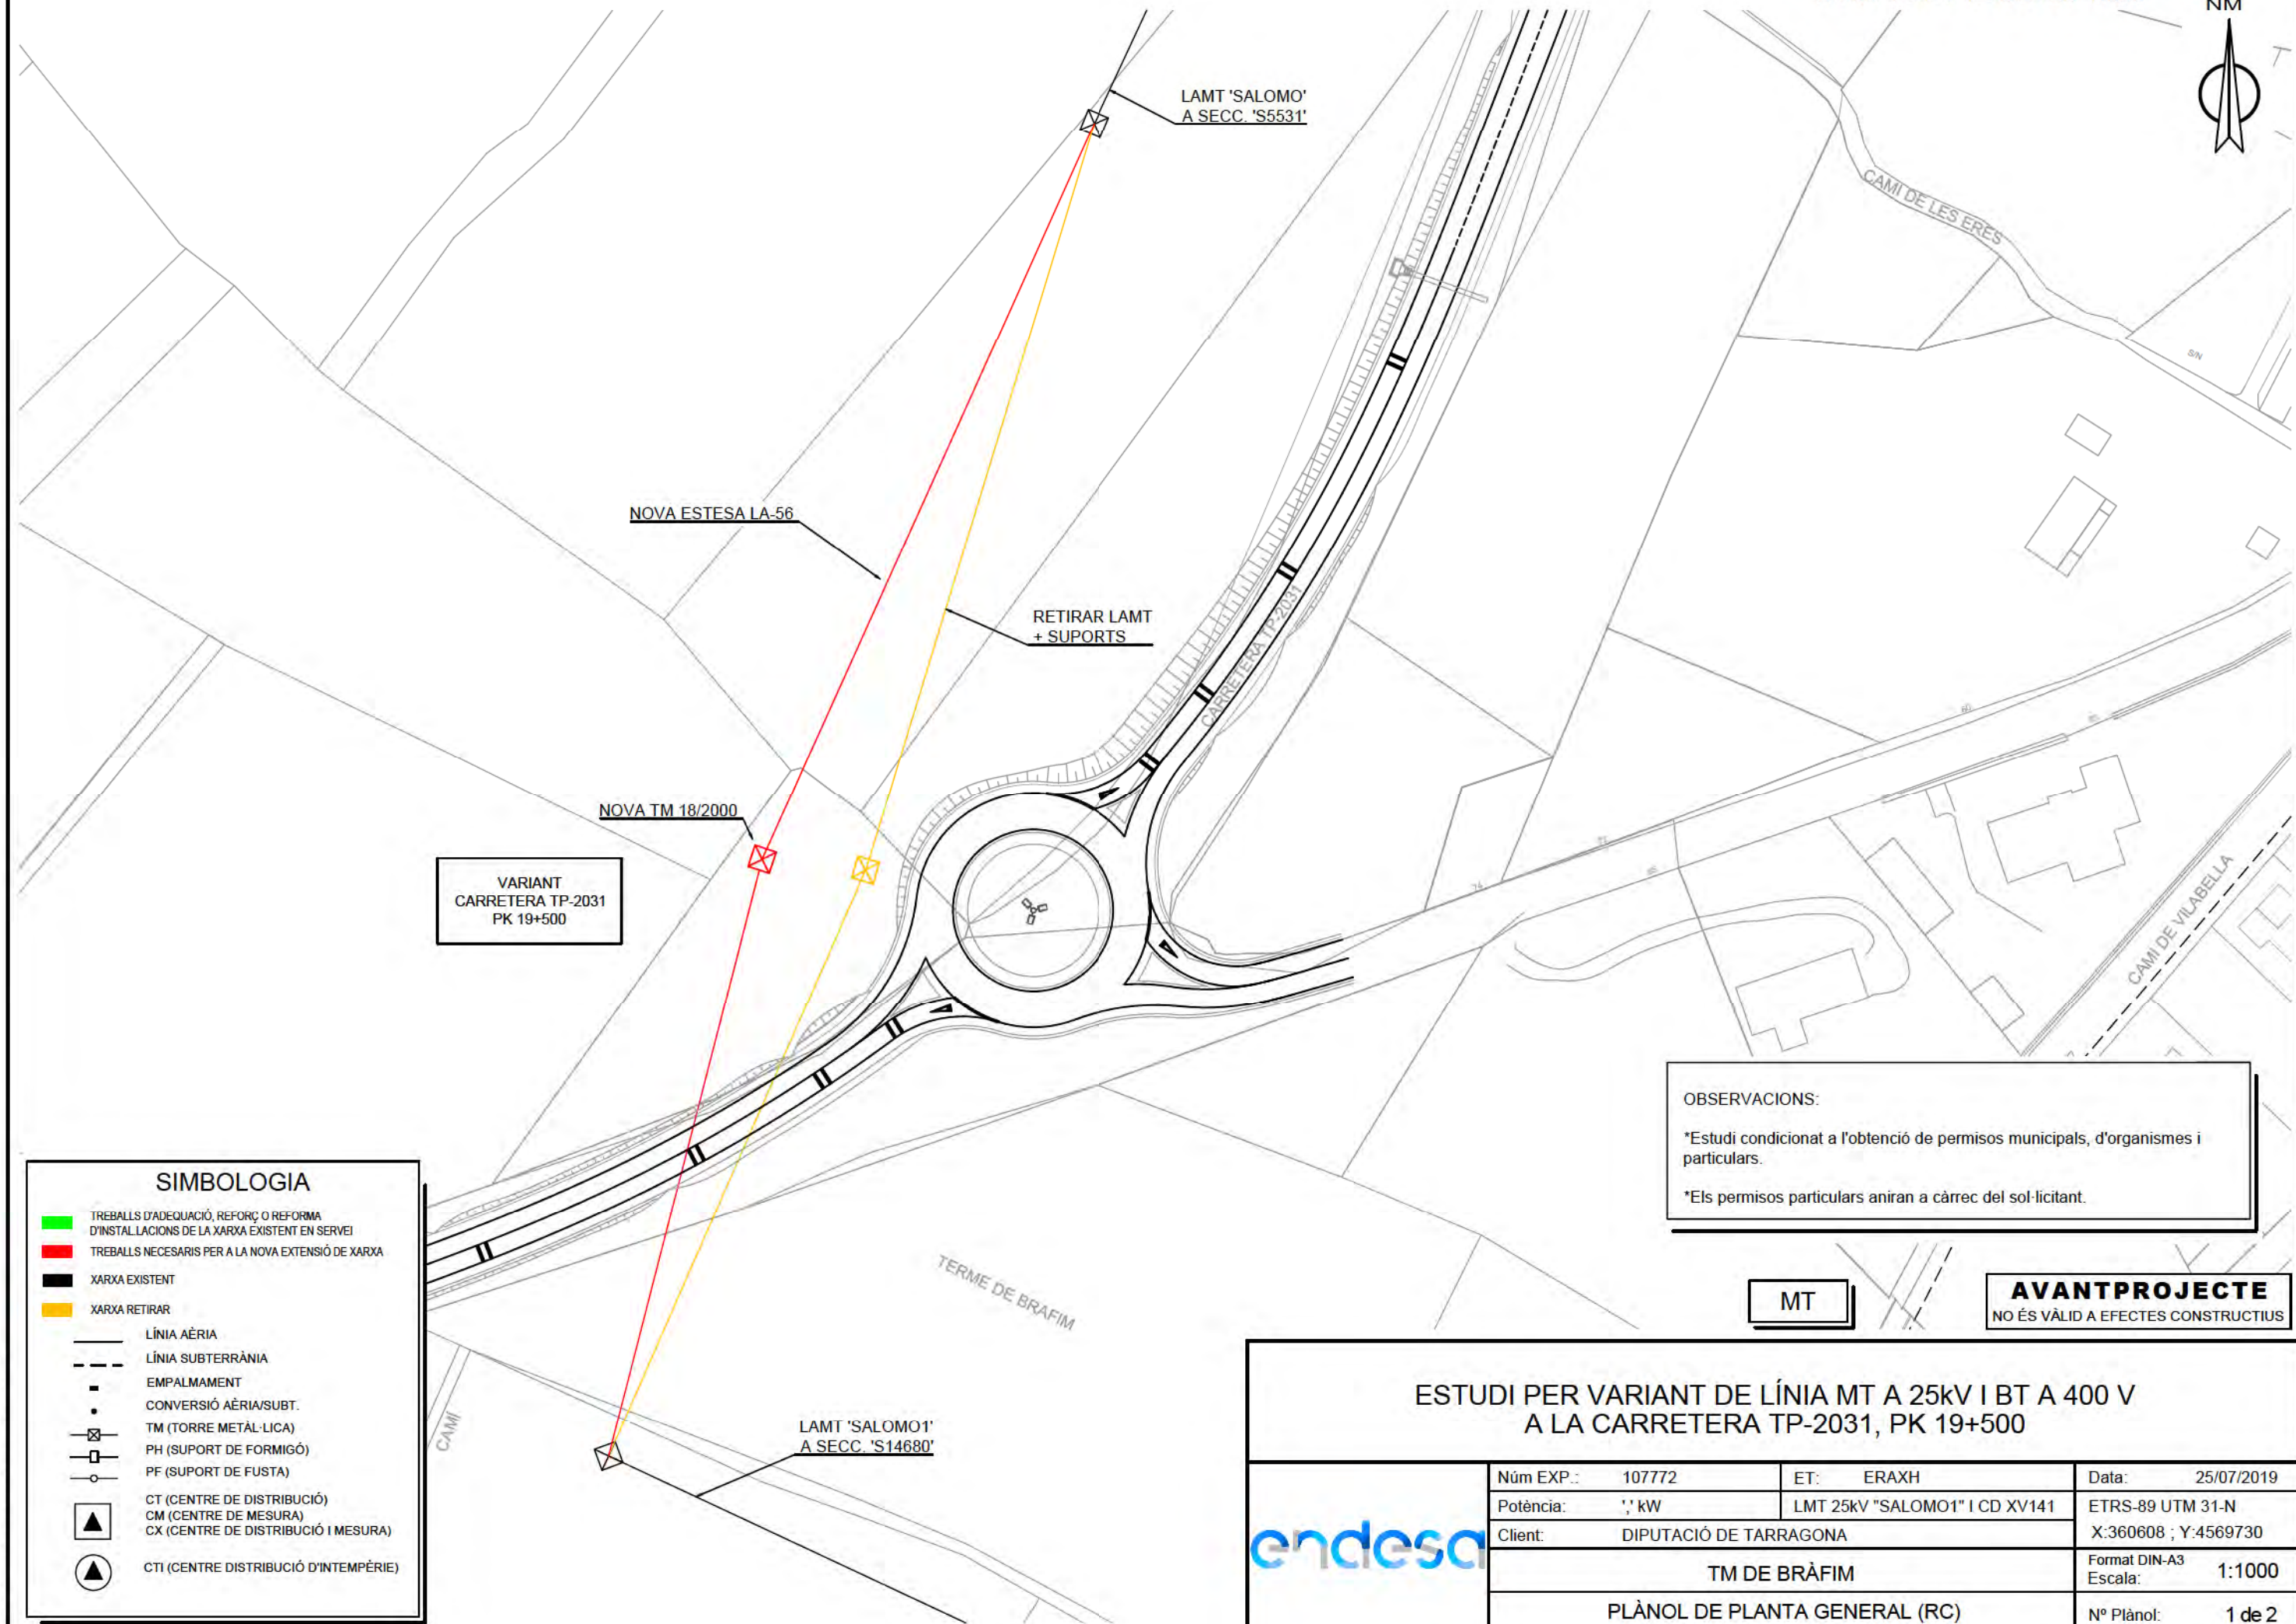 NM
LAMT 'SALOMO'
A SECC. 'S5531'
CAMI DE LES ERES
S/N
NOVA ESTESA LA-56
RETIRAR LAMT
+ SUPORTS
CARRETERA TP-2031
NOVA TM 18/2000
VARIANT
CARRETERA TP-2031
PK 19+500
CAMI DE VILABELLA
OBSERVACIONS:
*Estudi condicionat a l'obtenció de permisos municipals, d'organismes i
particulars.
*Els permisos particulars aniran a càrrec del sol·licitant.
SIMBOLOGIA
TREBALLS D'ADEQUACIÓ, REFORÇ O REFORMA
D'INSTAL.LACIONS DE LA XARXA EXISTENT EN SERVEI
TREBALLS NECESARIS PER A LA NOVA EXTENSIÓ DE XARXA
XARXA EXISTENT
XARXA RETIRAR
LÍNIA AÈRIA
LÍNIA SUBTERRÀNIA
EMPALMAMENT
CONVERSIÓ AÈRIA/SUBT.
TM (TORRE METÀL·LICA)
PH (SUPORT DE FORMIGÓ)
PF (SUPORT DE FUSTA)
CT (CENTRE DE DISTRIBUCIÓ)
CM (CENTRE DE MESURA)
CX (CENTRE DE DISTRIBUCIÓ I MESURA)
CTI (CENTRE DISTRIBUCIÓ D'INTEMPÈRIE)
TERME DE BRAFIM
CAMÍ
LAMT 'SALOMO1'
A SECC. 'S14680'
MT
AVANTPROJECTE
NO ÉS VÀLID A EFECTES CONSTRUCTIUS
ESTUDI PER VARIANT DE LÍNIA MT A 25kV I BT A 400 V
A LA CARRETERA TP-2031, PK 19+500
endesa
Núm EXP.: 107772 ET: ERAXH Data: 25/07/2019
Potència: ',' kW LMT 25kV "SALOMO1" I CD XV141 ETRS-89 UTM 31-N
Client: DIPUTACIÓ DE TARRAGONA X:360608 ; Y:4569730
TM DE BRÀFIM Format DIN-A3
Escala: 1:1000
PLÀNOL DE PLANTA GENERAL (RC) Nº Plànol: 1 de 2